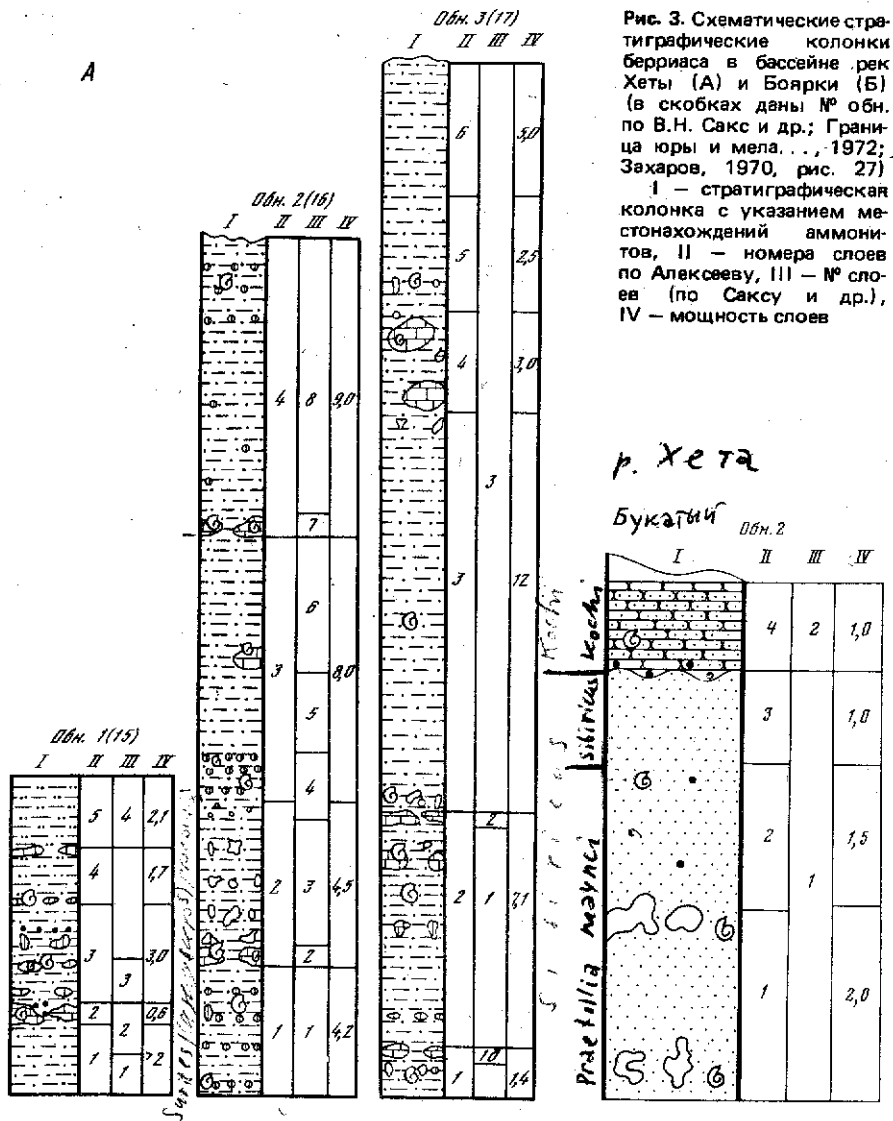 Рис. 3. Схематические стра-
тиграфические колонки
берриаса в бассейне рек
Хеты (А) и Боярки (Б)
(в скобках даны № обн.
по В.Н. Сакс и др.; Грани-
ца юры и мела. . . , 1972;
Захаров, 1970, рис. 27)
I — стратиграфическая
колонка с указанием ме-
стонахождений аммони-
тов, II — номера слоев
по Алексееву, III — № сло-
ев (по Саксу и др.),
IV — мощность слоев
А
Обн. 1(15)
I II III IV
5 4 2,1
4 1,7
3 3,0
3
2 0,6
2
1 >2
1
Обн. 2(16)
I II III IV
4 8 9,0
7
6
3 8,0
5
4
2 3 4,5
2
1 1 4,2
Surites
Обн. 3(17)
I II III IV
6 5,0
5 2,5
4 3,0
3
3 12
2
2 1 7,1
10
1 1,4
Kochi
Sibiricus
р. Хета
Букатый
Обн. 2
I II III IV
4 2 1,0
3 1,0
2 1,5
1
1 2,0
kochi
sibiricus
Praetollia maynci